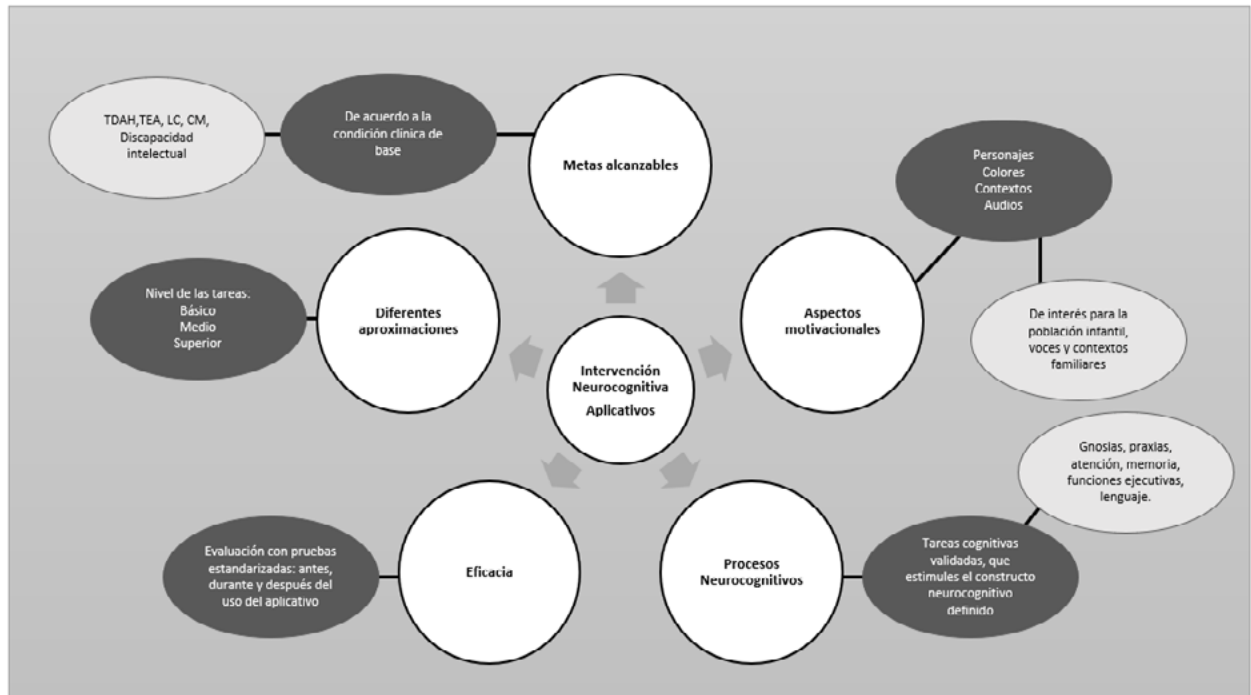 TDAH,TEA, LC, CM,
Discapacidad
intelectual
De acuerdo a la
condición clínica de
base
Metas alcanzables
Personajes
Colores
Contextos
Audios
Nivel de las tareas.
Básico
Medio
Superior
Diferentes
aproximaciones
Aspectos
motivacionales
De interés para la
población infantil,
voces y contextos
familiares
Intervención
Neurocognitiva
Aplicativos
Gnosias, praxias,
atención, memoria,
funciones ejecutivas,
lenguaje.
Evaluación con pruebas
estandarizadas: antes,
durante y después del
uso del aplicativo
Eficacia
Procesos
Neurocognitivos
Tareas cognitivas
validadas, que
estimules el constructo
neurocognitivo
definido